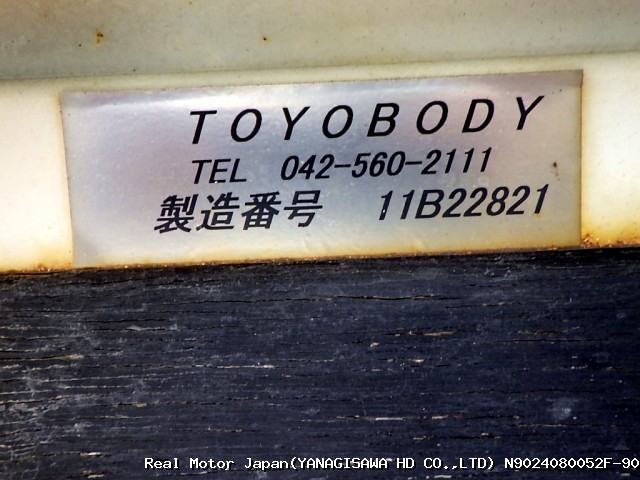 TOYOBODY
TEL 042-560-2111
製造番号 11B22821
Real Motor Japan(YANAGISAWA HD CO.,LTD) N9024080052F-90